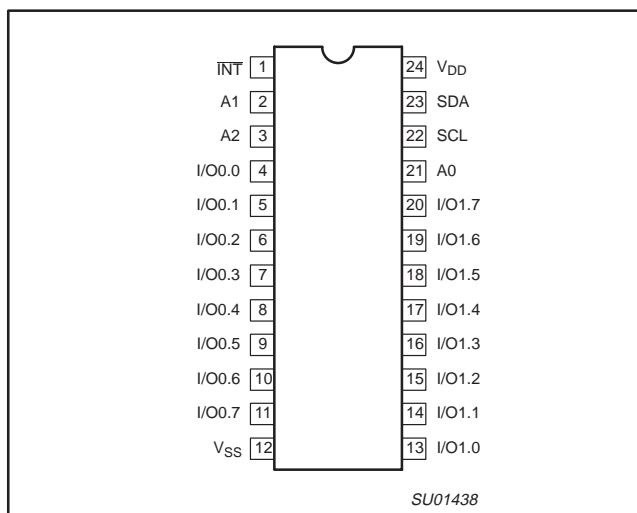 I̅N̅T̅ 1 24 VDD
A1 2 23 SDA
A2 3 22 SCL
I/O0.0 4 21 A0
I/O0.1 5 20 I/O1.7
I/O0.2 6 19 I/O1.6
I/O0.3 7 18 I/O1.5
I/O0.4 8 17 I/O1.4
I/O0.5 9 16 I/O1.3
I/O0.6 10 15 I/O1.2
I/O0.7 11 14 I/O1.1
VSS 12 13 I/O1.0
SU01438